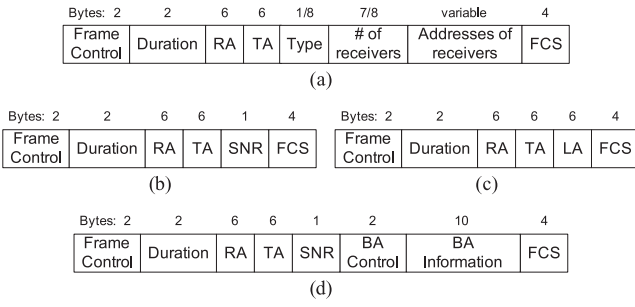 Bytes: 2 2 6 6 1/8 7/8 variable 4
Frame Control Duration RA TA Type # of receivers Addresses of receivers FCS
(a)
Bytes: 2 2 6 6 1 4
Frame Control Duration RA TA SNR FCS
(b)
Bytes: 2 2 6 6 6 4
Frame Control Duration RA TA LA FCS
(c)
Bytes: 2 2 6 6 1 2 10 4
Frame Control Duration RA TA SNR BA Control BA Information FCS
(d)